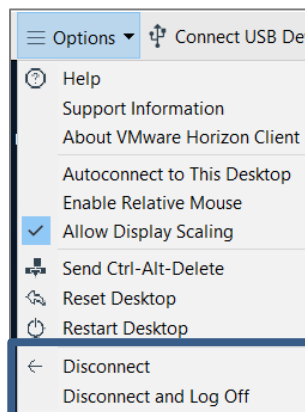 Options Connect USB De
Help
Support Information
About VMware Horizon Client
Autoconnect to This Desktop
Enable Relative Mouse
Allow Display Scaling
Send Ctrl-Alt-Delete
Reset Desktop
Restart Desktop
Disconnect
Disconnect and Log Off